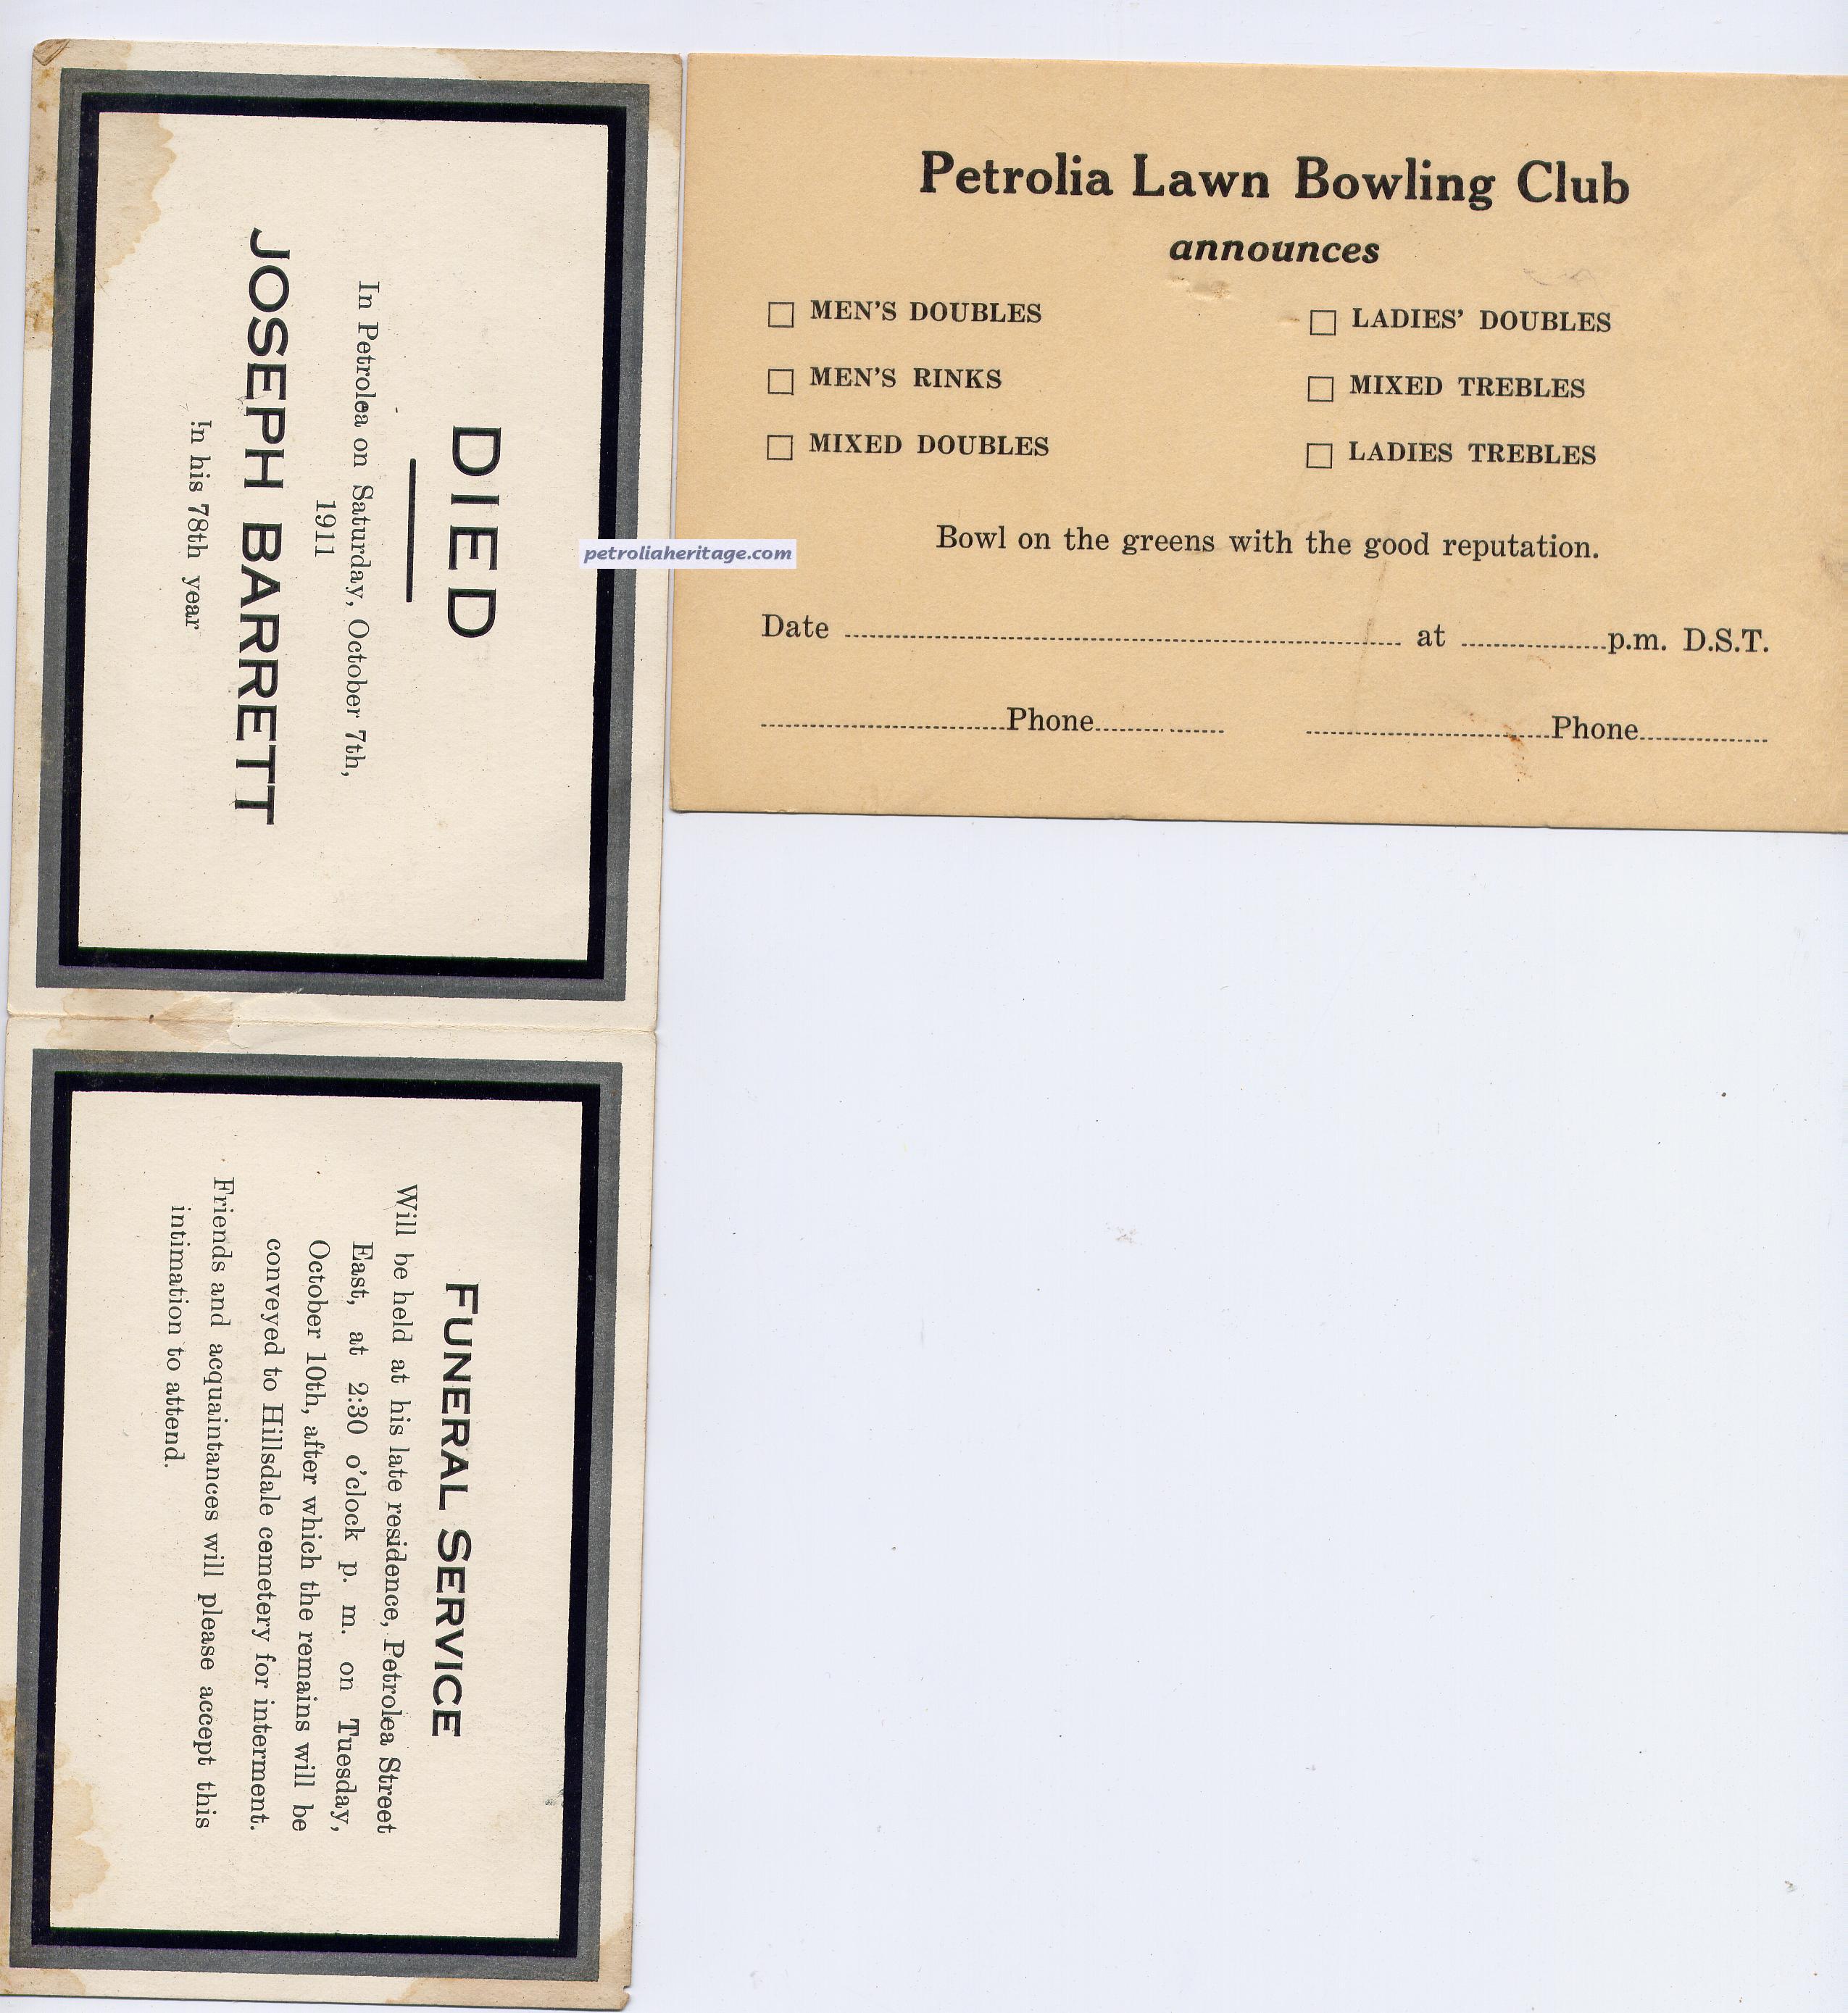 DIED
In Petrolea on Saturday, October 7th,
1911
JOSEPH BARRETT
In his 78th year
FUNERAL SERVICE
Will be held at his late residence, Petrolea Street
East, at 2:30 o'clock p. m. on Tuesday,
October 10th, after which the remains will be
conveyed to Hillsdale cemetery for interment.
Friends and acquaintances will please accept this
intimation to attend.
petroliaheritage.com
Petrolia Lawn Bowling Club
announces
☐ MEN'S DOUBLES ☐ LADIES' DOUBLES
☐ MEN'S RINKS ☐ MIXED TREBLES
☐ MIXED DOUBLES ☐ LADIES TREBLES
Bowl on the greens with the good reputation.
Date ........................ at ............p.m. D.S.T.
....................Phone............ ....................Phone............